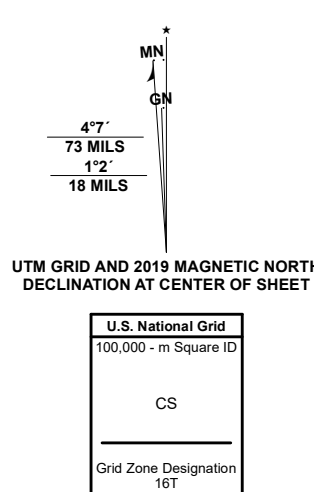 ★
MN
GN
4°7´
73 MILS
1°2´
18 MILS
UTM GRID AND 2019 MAGNETIC NORTH
DECLINATION AT CENTER OF SHEET
U.S. National Grid
100,000 - m Square ID
CS
Grid Zone Designation
16T